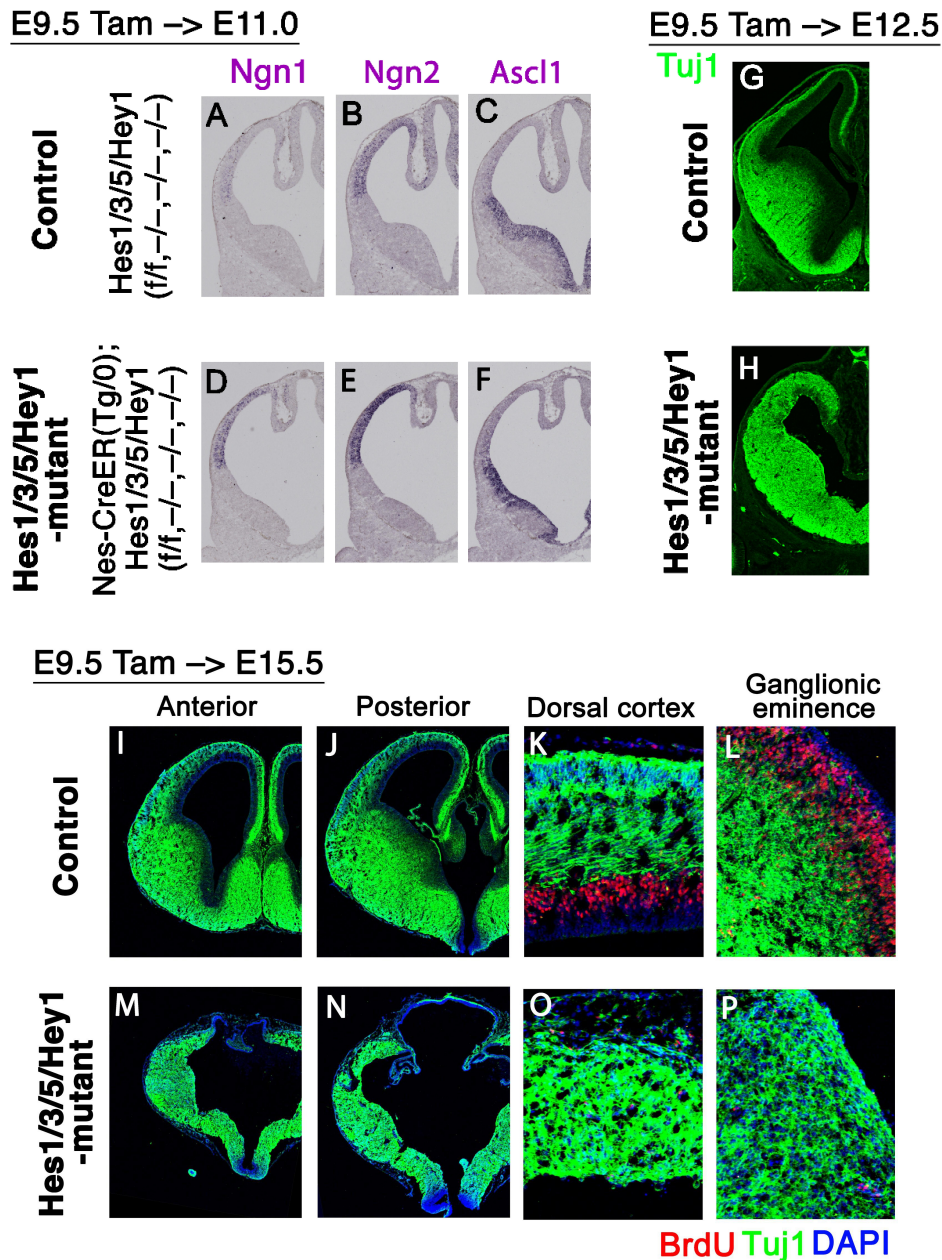 E9.5 Tam –> E11.0
E9.5 Tam –> E12.5
Ngn1
Ngn2
Ascl1
Tuj1
Control
Hes1/3/5/Hey1
(f/f,–/–,–/–,–/–)
A
B
C
Control
G
Hes1/3/5/Hey1
-mutant
Nes-CreER(Tg/0);
Hes1/3/5/Hey1
(f/f,–/–,–/–,–/–)
D
E
F
Hes1/3/5/Hey1
-mutant
H
E9.5 Tam –> E15.5
Anterior
Posterior
Dorsal cortex
Ganglionic
eminence
Control
I
J
K
L
Hes1/3/5/Hey1
-mutant
M
N
O
P
BrdU Tuj1 DAPI